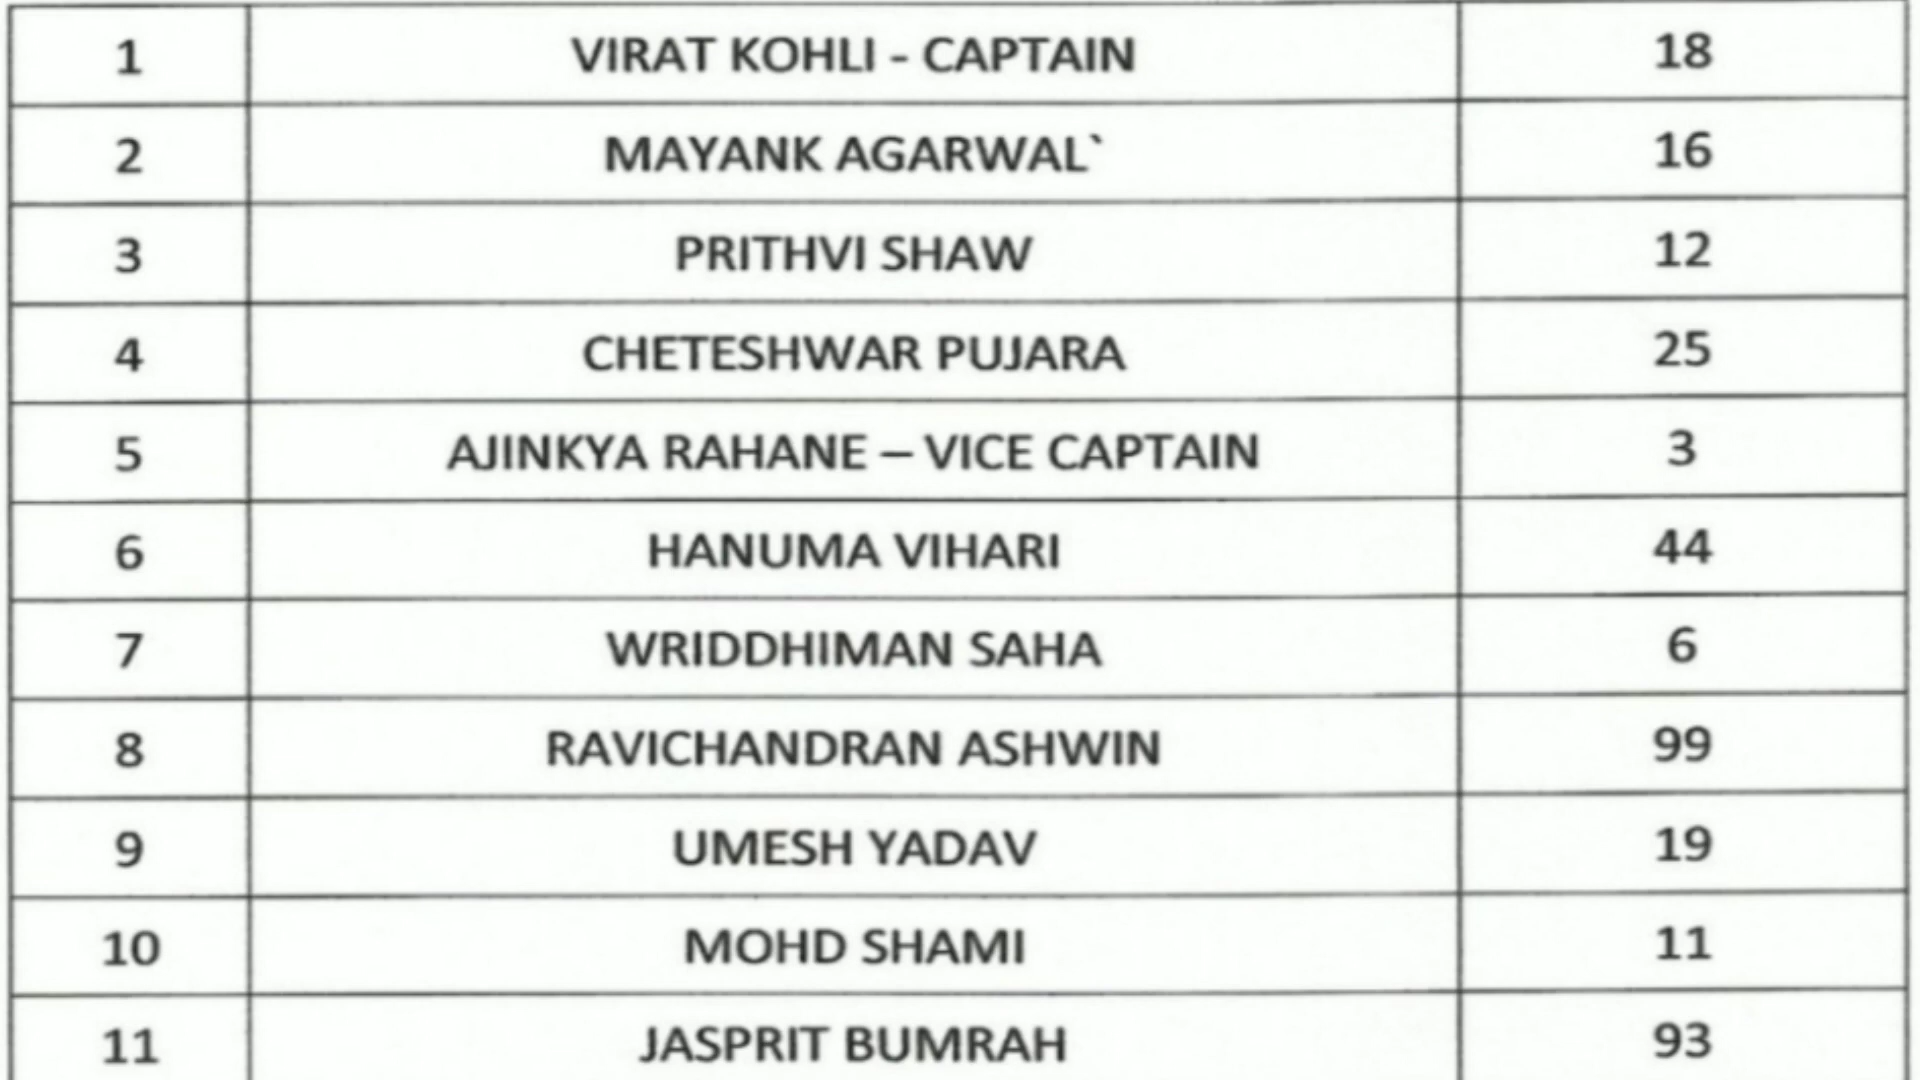 1 VIRAT KOHLI - CAPTAIN 18
2 MAYANK AGARWAL` 16
3 PRITHVI SHAW 12
4 CHETESHWAR PUJARA 25
5 AJINKYA RAHANE – VICE CAPTAIN 3
6 HANUMA VIHARI 44
7 WRIDDHIMAN SAHA 6
8 RAVICHANDRAN ASHWIN 99
9 UMESH YADAV 19
10 MOHD SHAMI 11
11 JASPRIT BUMRAH 93